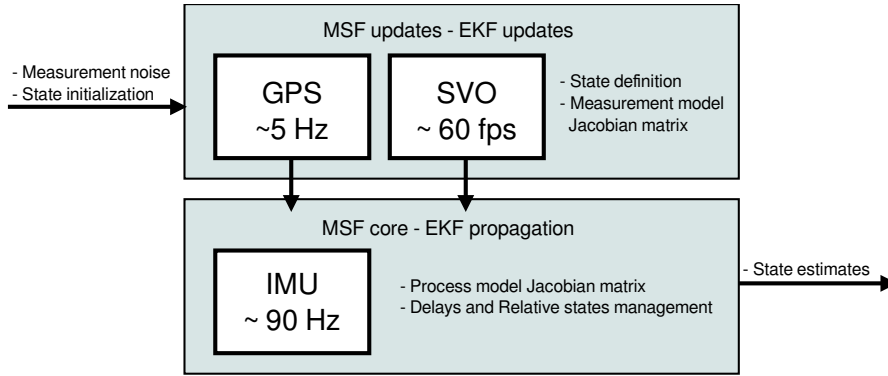 MSF updates - EKF updates
- Measurement noise
- State initialization
GPS
~5 Hz
SVO
~ 60 fps
- State definition
- Measurement model
Jacobian matrix
MSF core - EKF propagation
IMU
~ 90 Hz
- Process model Jacobian matrix
- Delays and Relative states management
- State estimates